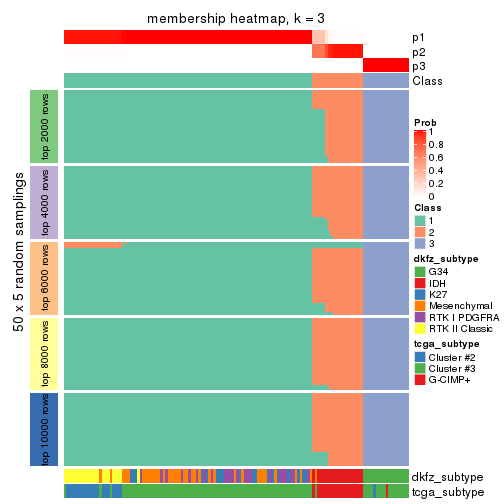 membership heatmap, k = 3
p1
p2
p3
Class
50 x 5 random samplings
top 2000 rows
top 4000 rows
top 6000 rows
top 8000 rows
top 10000 rows
Prob
1
0.8
0.6
0.4
0.2
0
Class
1
2
3
dkfz_subtype
G34
IDH
K27
Mesenchymal
RTK I PDGFRA
RTK II Classic
tcga_subtype
Cluster #2
Cluster #3
G-CIMP+
dkfz_subtype
tcga_subtype